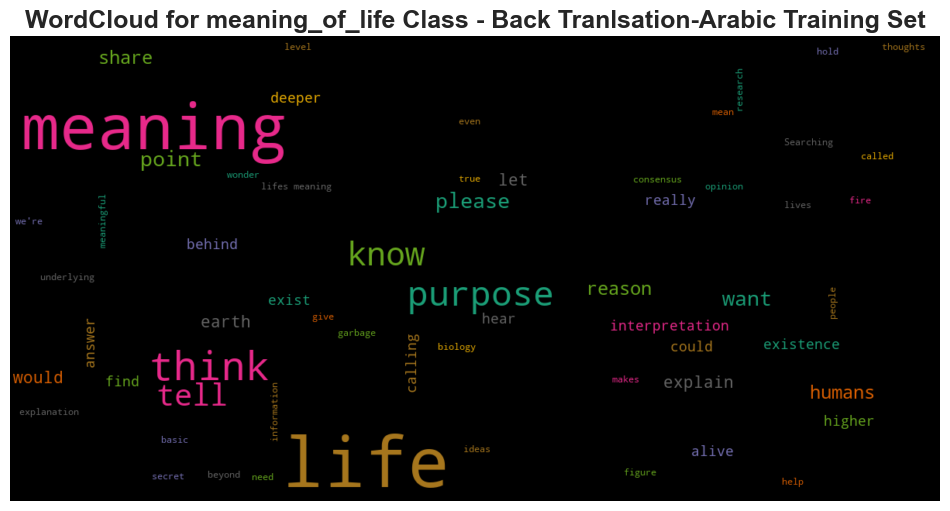 WordCloud for meaning_of_life Class - Back Tranlsation-Arabic Training Set
level
thoughts
hold
share
deeper
research
mean
meaning
even
Searching
point
called
wonder
lifes meaning
true
let
consensus
opinion
please
really
lives
fire
we're
meaningful
behind
know
underlying
purpose
reason
want
people
exist
earth
give
hear
interpretation
garbage
answer
calling
biology
could
existence
would
find
think
makes
explain
tell
humans
explanation
information
higher
basic
life
ideas
alive
secret
beyond
need
figure
help